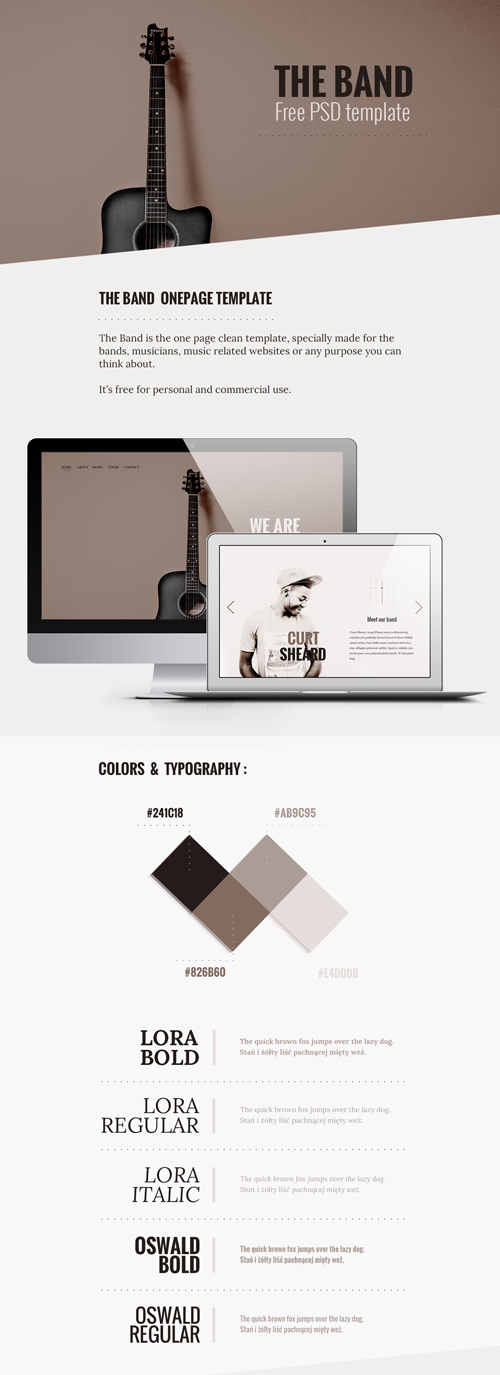 THE BAND
Free PSD template
THE BAND ONEPAGE TEMPLATE
The Band is the one page clean template, specially made for the
bands, musicians, music related websites or any purpose you can
think about.
It's free for personal and commercial use.
HOME ABOUT MUSIC TOURS CONTACT
WE ARE
CURT
SHEARD
Meet our band
COLORS & TYPOGRAPHY :
#241C18
#AB9C95
#826B60
#E4DDDB
LORA
BOLD
The quick brown fox jumps over the lazy dog.
Stań i żółty liść pachnącej mięty weź.
LORA
REGULAR
The quick brown fox jumps over the lazy dog.
Stań i żółty liść pachnącej mięty weź.
LORA
ITALIC
The quick brown fox jumps over the lazy dog.
Stań i żółty liść pachnącej mięty weź.
OSWALD
BOLD
The quick brown fox jumps over the lazy dog.
Stań i żółty liść pachnącej mięty weź.
OSWALD
REGULAR
The quick brown fox jumps over the lazy dog.
Stań i żółty liść pachnącej mięty weź.